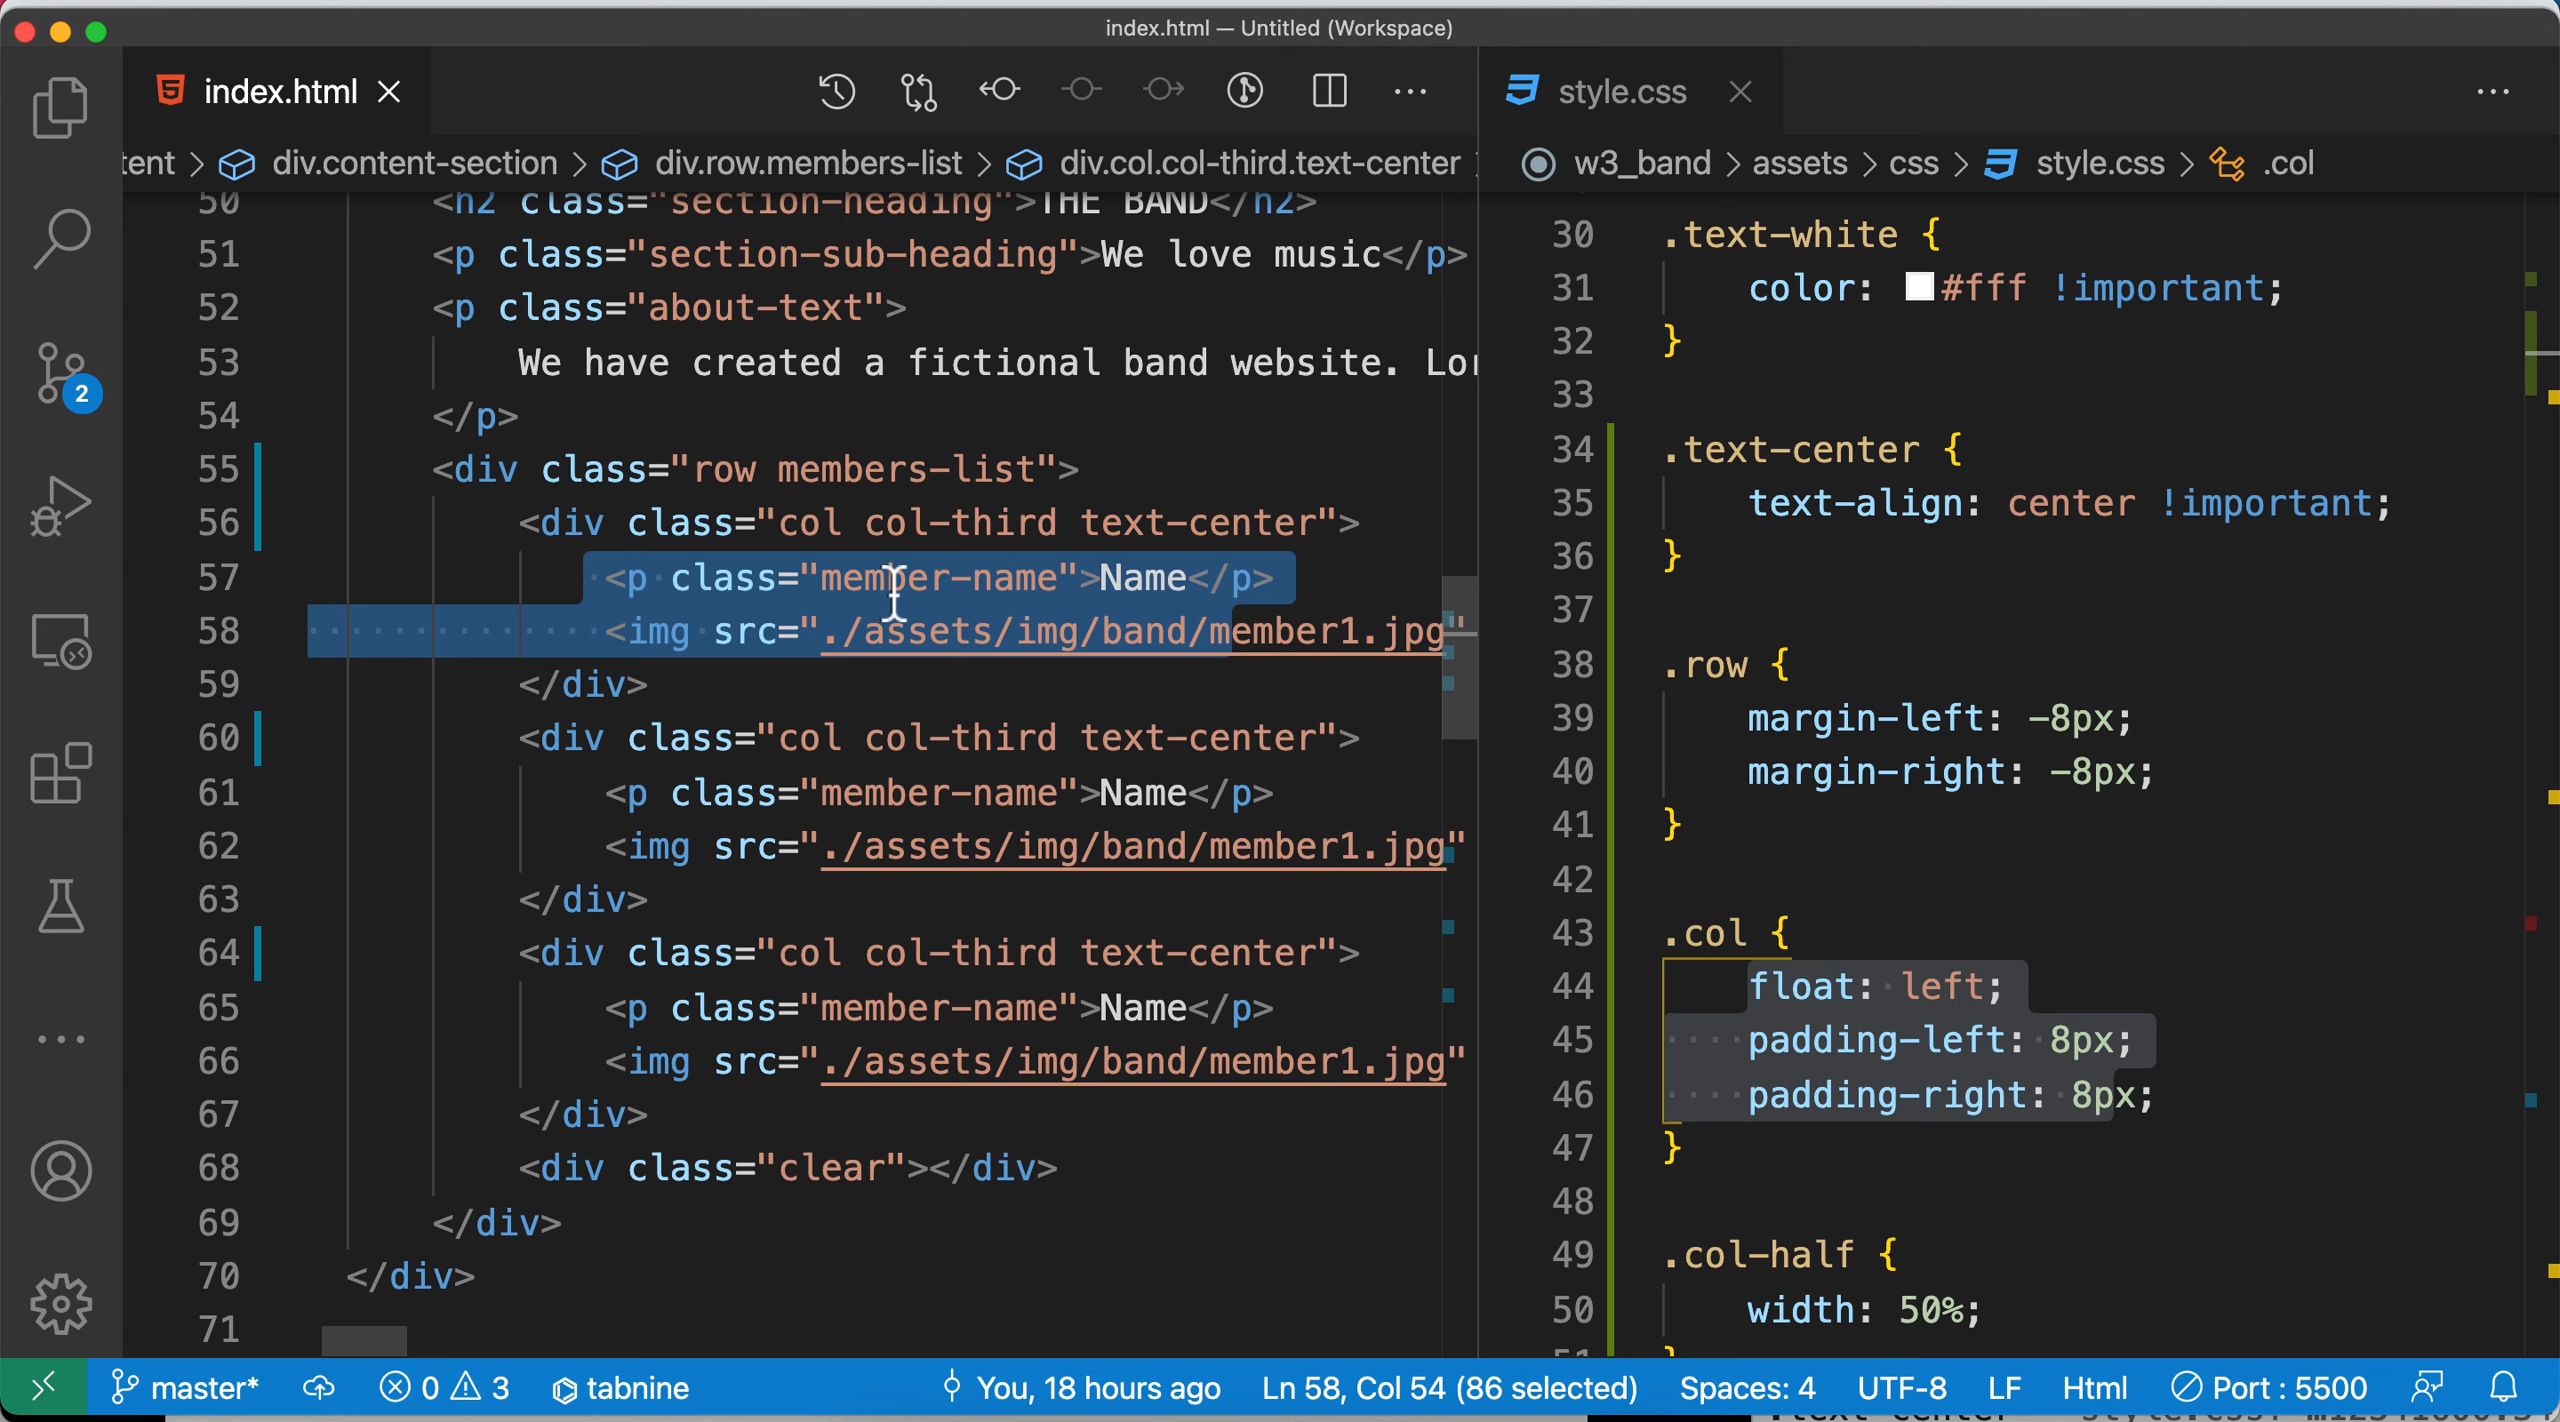 index.html — Untitled (Workspace)
index.html
style.css
tent > div.content-section > div.row.members-list > div.col.col-third.text-center
w3_band > assets > css > style.css > .col
50 <h2 class="section-heading">THE BAND</h2>
51 <p class="section-sub-heading">We love music</p>
52 <p class="about-text">
53 We have created a fictional band website. Lor
54 </p>
55 <div class="row members-list">
56 <div class="col col-third text-center">
57 <p class="member-name">Name</p>
58 <img src="./assets/img/band/member1.jpg"
59 </div>
60 <div class="col col-third text-center">
61 <p class="member-name">Name</p>
62 <img src="./assets/img/band/member1.jpg"
63 </div>
64 <div class="col col-third text-center">
65 <p class="member-name">Name</p>
66 <img src="./assets/img/band/member1.jpg"
67 </div>
68 <div class="clear"></div>
69 </div>
70 </div>
71
30 .text-white {
31 color: #fff !important;
32 }
33
34 .text-center {
35 text-align: center !important;
36 }
37
38 .row {
39 margin-left: -8px;
40 margin-right: -8px;
41 }
42
43 .col {
44 float: left;
45 padding-left: 8px;
46 padding-right: 8px;
47 }
48
49 .col-half {
50 width: 50%;
51 }
2
master* 0 3 tabnine You, 18 hours ago Ln 58, Col 54 (86 selected) Spaces: 4 UTF-8 LF Html Port : 5500